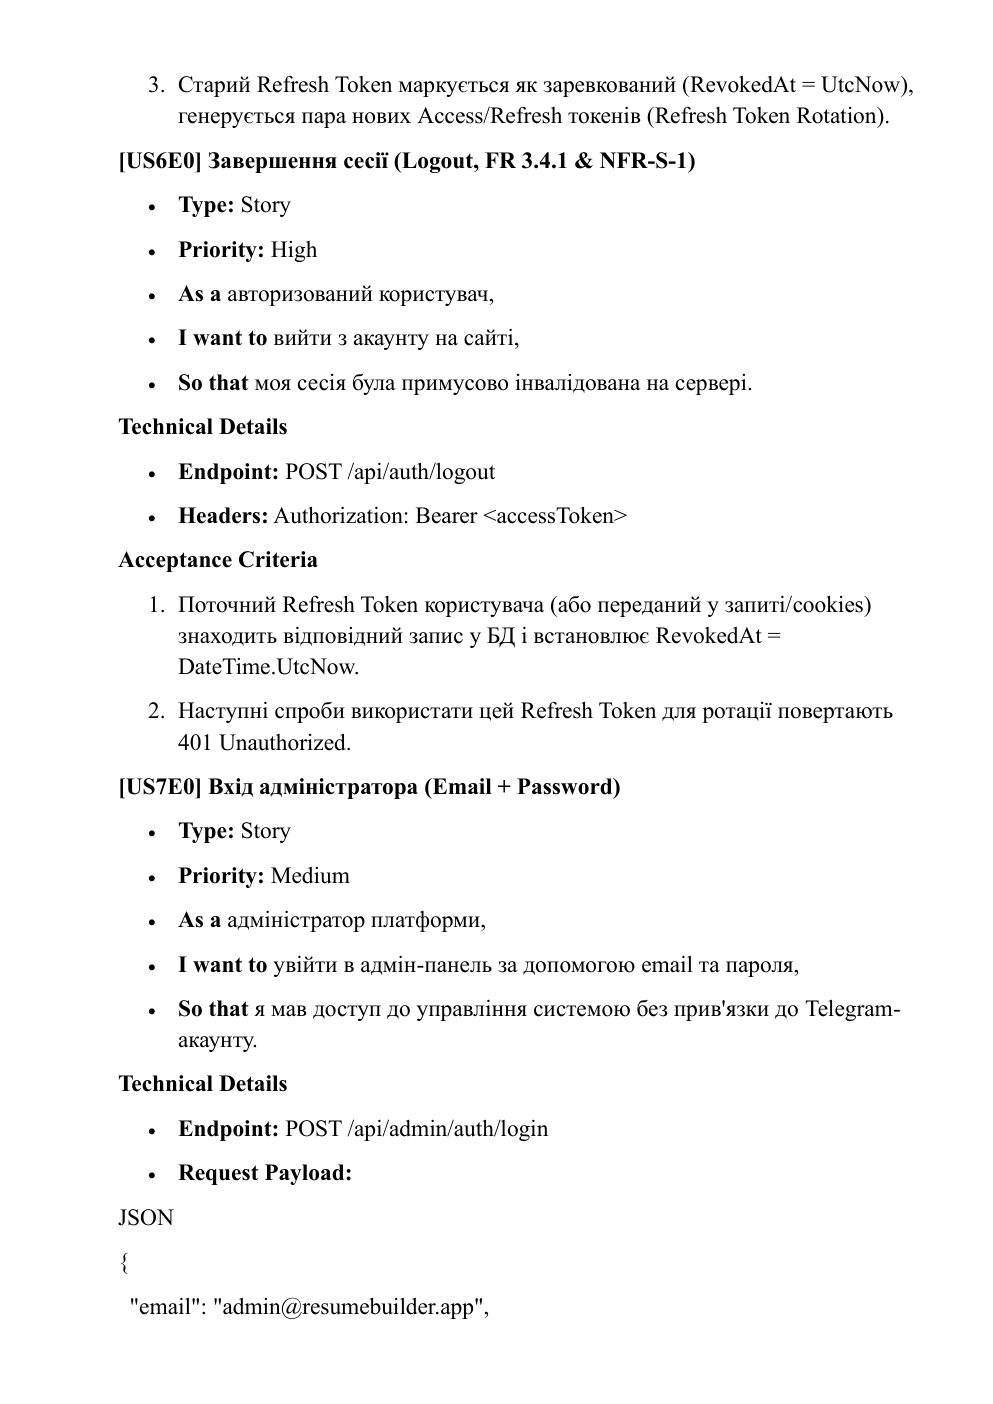 3. Старий Refresh Token маркується як заревкований (RevokedAt = UtcNow),
генерується пара нових Access/Refresh токенів (Refresh Token Rotation).
[US6E0] Завершення сесії (Logout, FR 3.4.1 & NFR-S-1)
• Type: Story
• Priority: High
• As a авторизований користувач,
• I want to вийти з акаунту на сайті,
• So that моя сесія була примусово інвалідована на сервері.
Technical Details
• Endpoint: POST /api/auth/logout
• Headers: Authorization: Bearer <accessToken>
Acceptance Criteria
1. Поточний Refresh Token користувача (або переданий у запиті/cookies)
знаходить відповідний запис у БД і встановлює RevokedAt =
DateTime.UtcNow.
2. Наступні спроби використати цей Refresh Token для ротації повертають
401 Unauthorized.
[US7E0] Вхід адміністратора (Email + Password)
• Type: Story
• Priority: Medium
• As a адміністратор платформи,
• I want to увійти в адмін-панель за допомогою email та пароля,
• So that я мав доступ до управління системою без прив'язки до Telegram-
акаунту.
Technical Details
• Endpoint: POST /api/admin/auth/login
• Request Payload:
JSON
{
"email": "admin@resumebuilder.app",